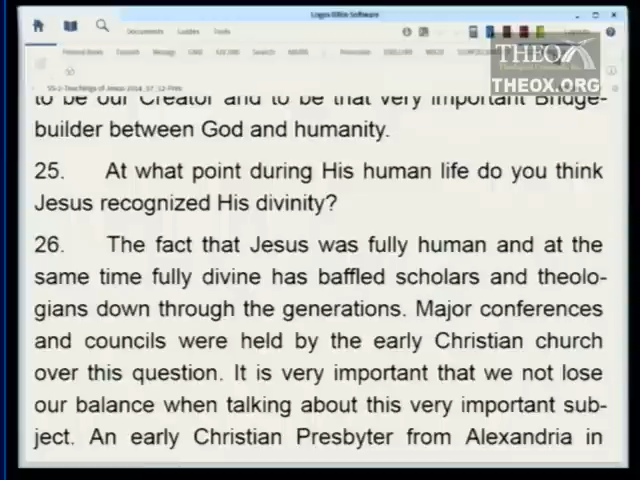 Logos Bible Software
Documents Guides Tools
Layouts
THEOX
THEOX.ORG
to be our Creator and to be that very important Bridge-
builder between God and humanity.
25. At what point during His human life do you think
Jesus recognized His divinity?
26. The fact that Jesus was fully human and at the
same time fully divine has baffled scholars and theolo-
gians down through the generations. Major conferences
and councils were held by the early Christian church
over this question. It is very important that we not lose
our balance when talking about this very important sub-
ject. An early Christian Presbyter from Alexandria in